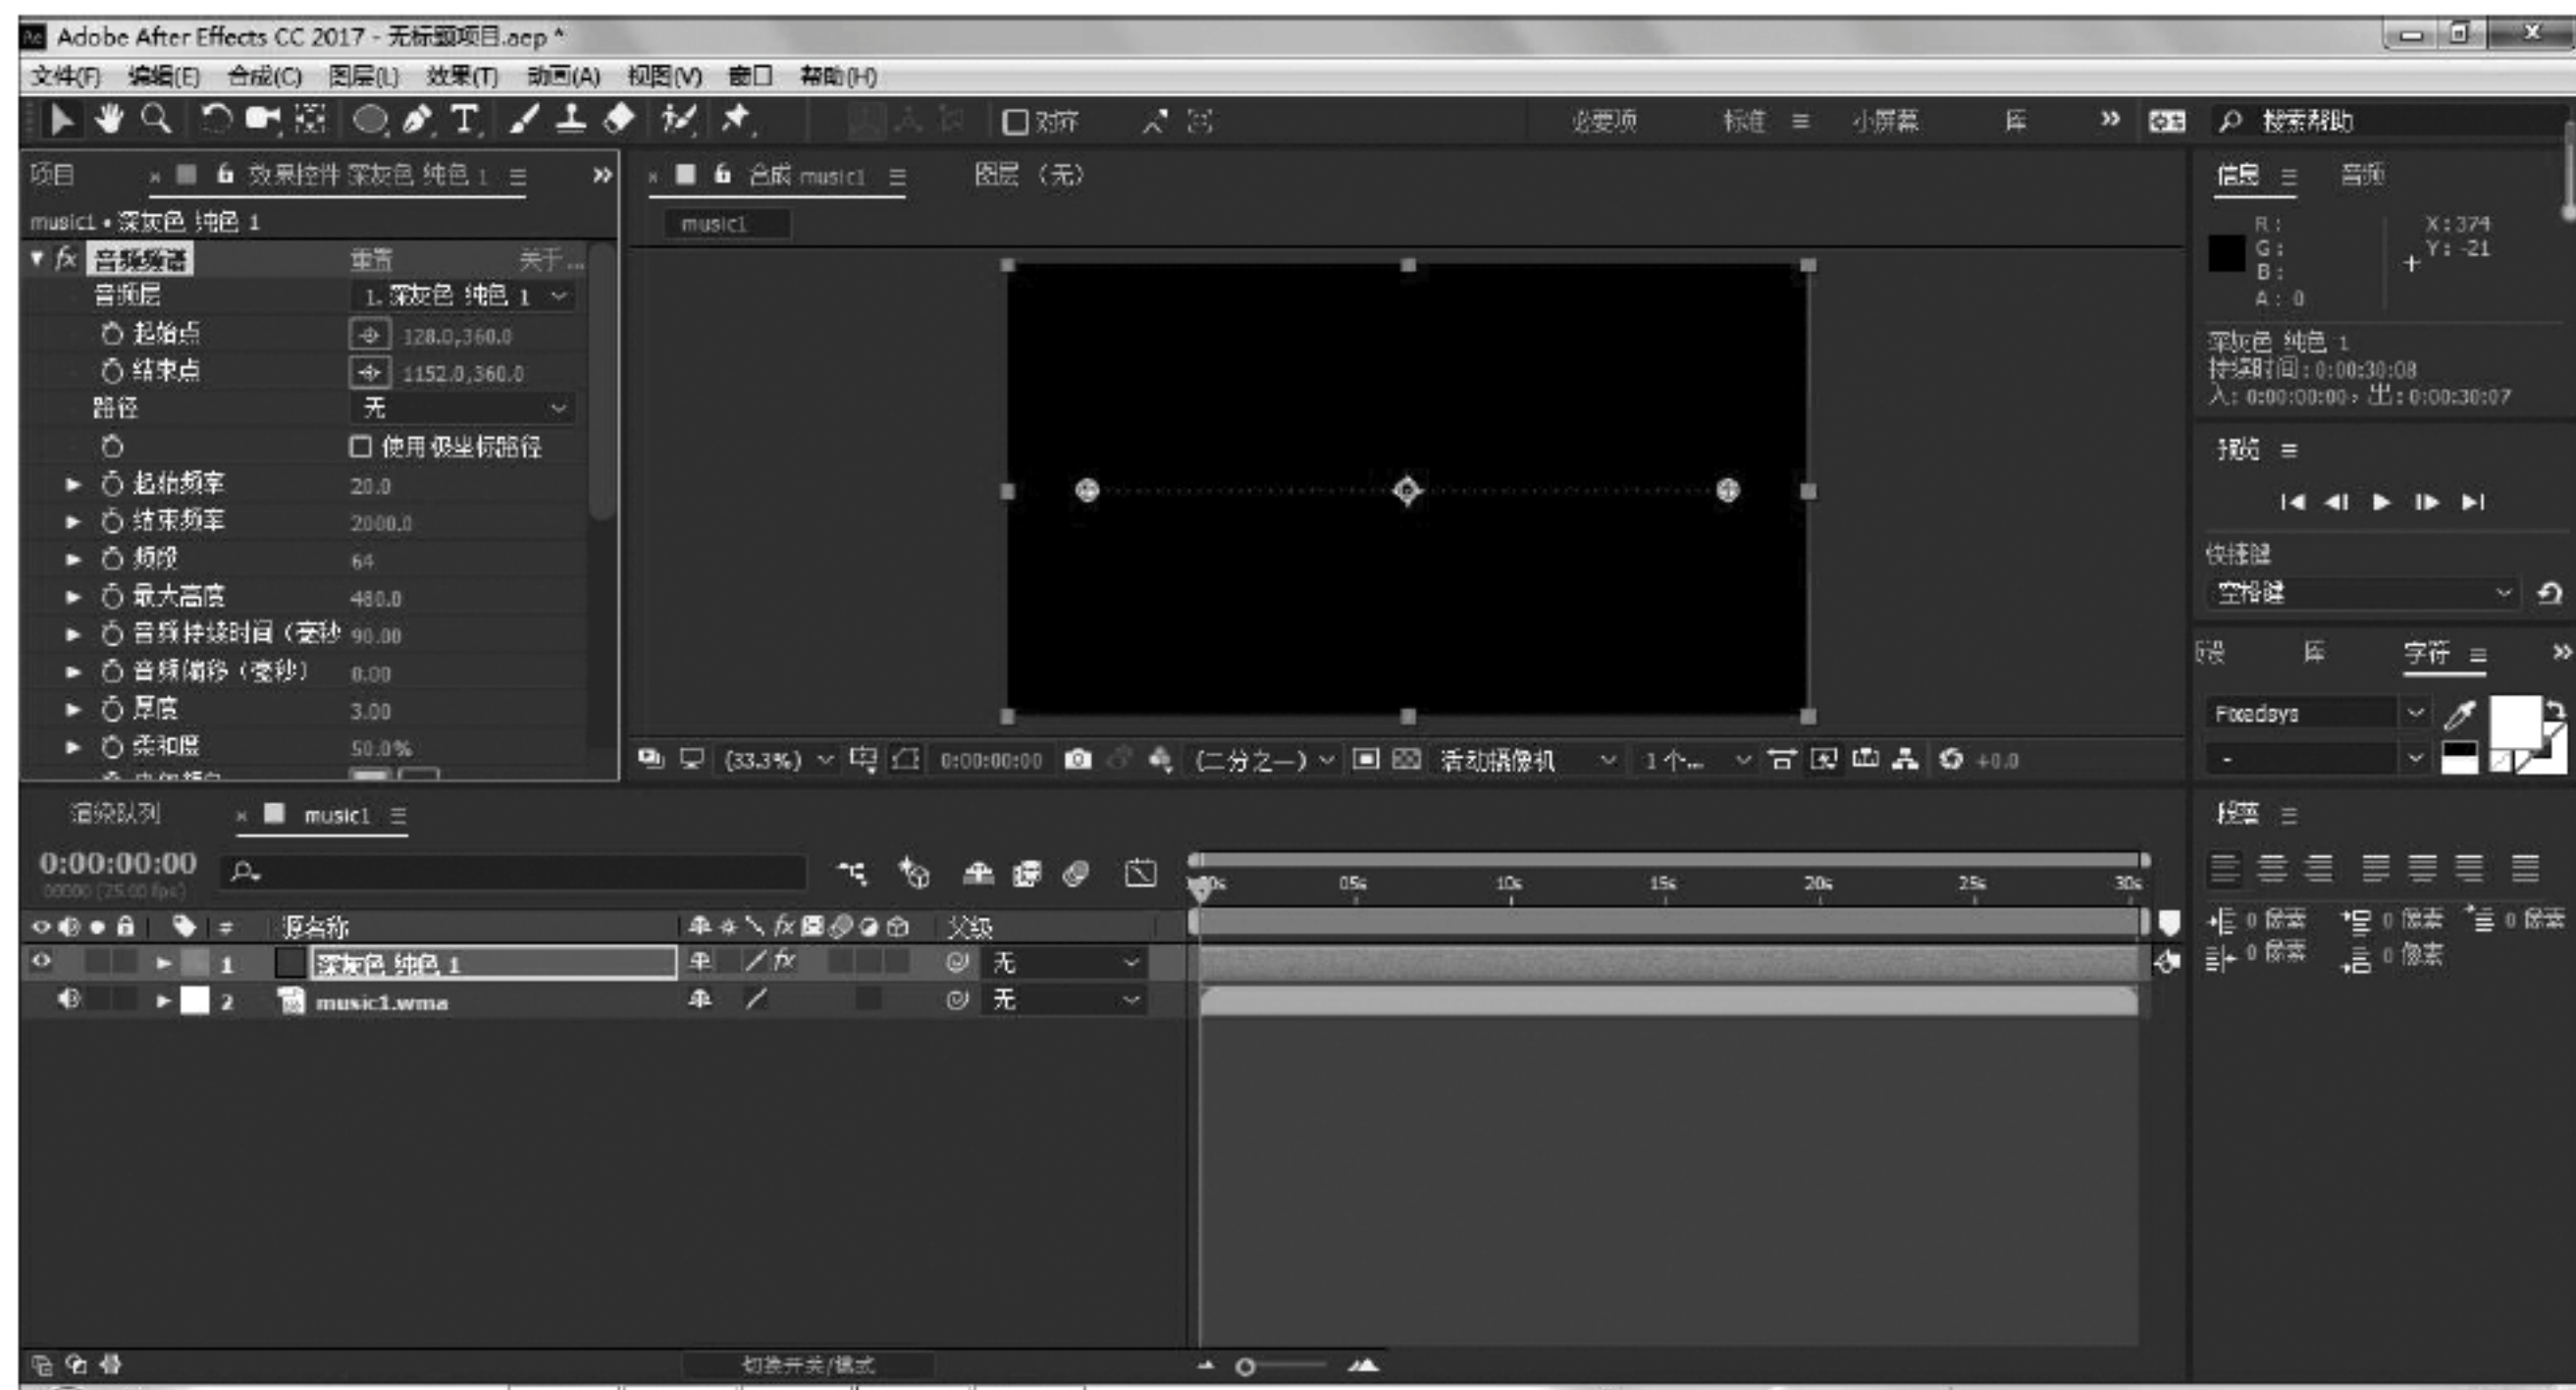 Adobe After Effects CC 2017 - 无标题项目.aep *
文件(F) 编辑(E) 合成(C) 图层(L) 效果(T) 动画(A) 视图(V) 窗口 帮助(H)
对齐 必要项 标准 小屏幕 库 搜索帮助
项目 效果控件 深灰色 纯色 1
music1 • 深灰色 纯色 1
fx 音频频谱 重置 关于...
音频层 1. 深灰色 纯色 1
起始点 128.0,360.0
结束点 1152.0,360.0
路径 无
使用极坐标路径
起始频率 20.0
结束频率 2000.0
频段 64
最大高度 480.0
音频持续时间（毫秒 90.00
音频偏移（毫秒） 0.00
厚度 3.00
柔和度 50.0%
合成 music1 图层 （无）
music1
(33.3%) 0:00:00:00 (二分之一) 活动摄像机 1个... +0.0
信息 音频
R: X:374
G: Y: -21
B:
A: 0
深灰色 纯色 1
持续时间:0:00:30:08
入: 0:00:00:00, 出:0:00:30:07
预览
快捷键
空格键
库 字符
Fixedsys
-
段落
0 像素 0 像素 0 像素
0 像素 0 像素
渲染队列 music1
0:00:00:00
00000 (25.00 fps)
00s 05s 10s 15s 20s 25s 30s
# 源名称 fx 父级
1 深灰色 纯色 1 fx 无
2 music1.wma 无
切换开关/模式